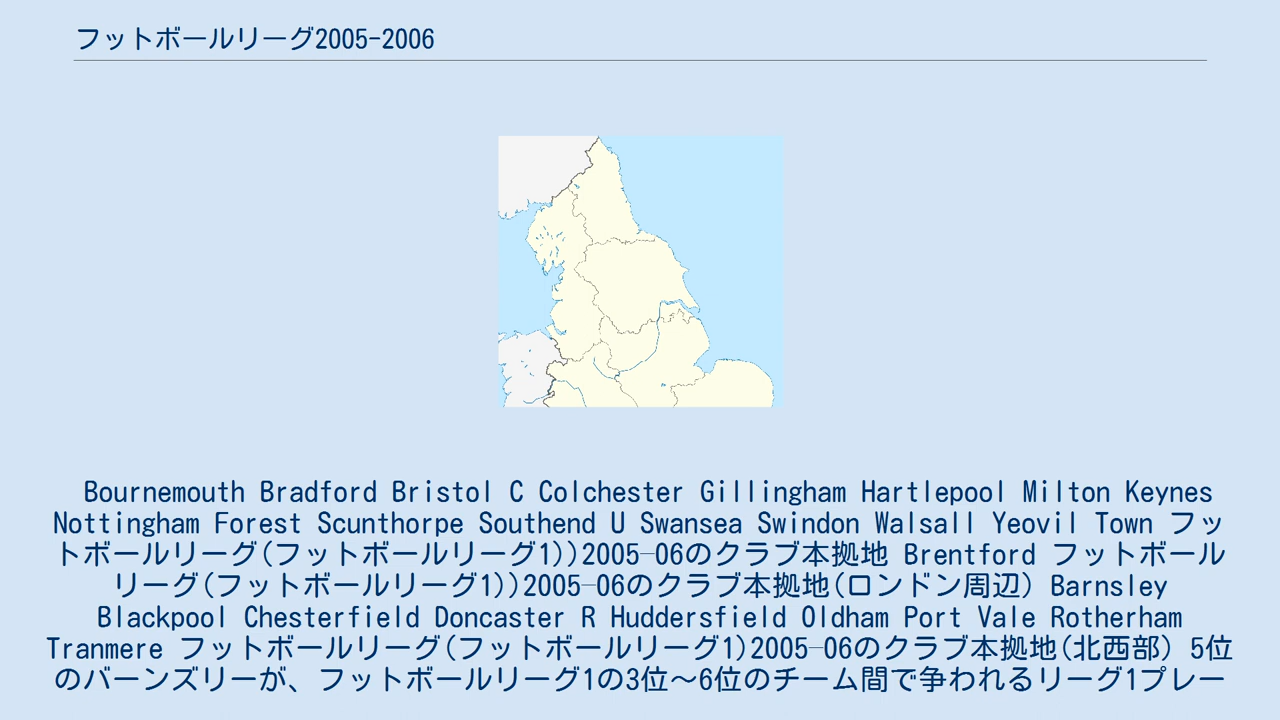 フットボールリーグ2005-2006
Bournemouth Bradford Bristol C Colchester Gillingham Hartlepool Milton Keynes
Nottingham Forest Scunthorpe Southend U Swansea Swindon Walsall Yeovil Town フッ
トボールリーグ(フットボールリーグ1))2005–06のクラブ本拠地 Brentford フットボール
リーグ(フットボールリーグ1))2005–06のクラブ本拠地(ロンドン周辺) Barnsley
Blackpool Chesterfield Doncaster R Huddersfield Oldham Port Vale Rotherham
Tranmere フットボールリーグ(フットボールリーグ1)2005–06のクラブ本拠地(北西部) 5位
のバーンズリーが、フットボールリーグ1の3位〜6位のチーム間で争われるリーグ1プレー